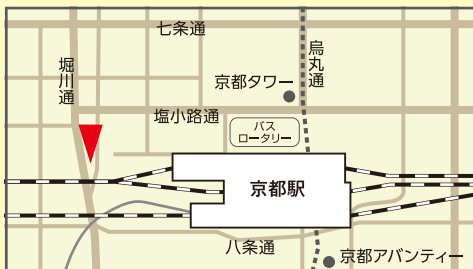 七条通
堀川通
烏丸通
京都タワー
塩小路通
バス
ロータリー
京都駅
八条通
京都アバンティー